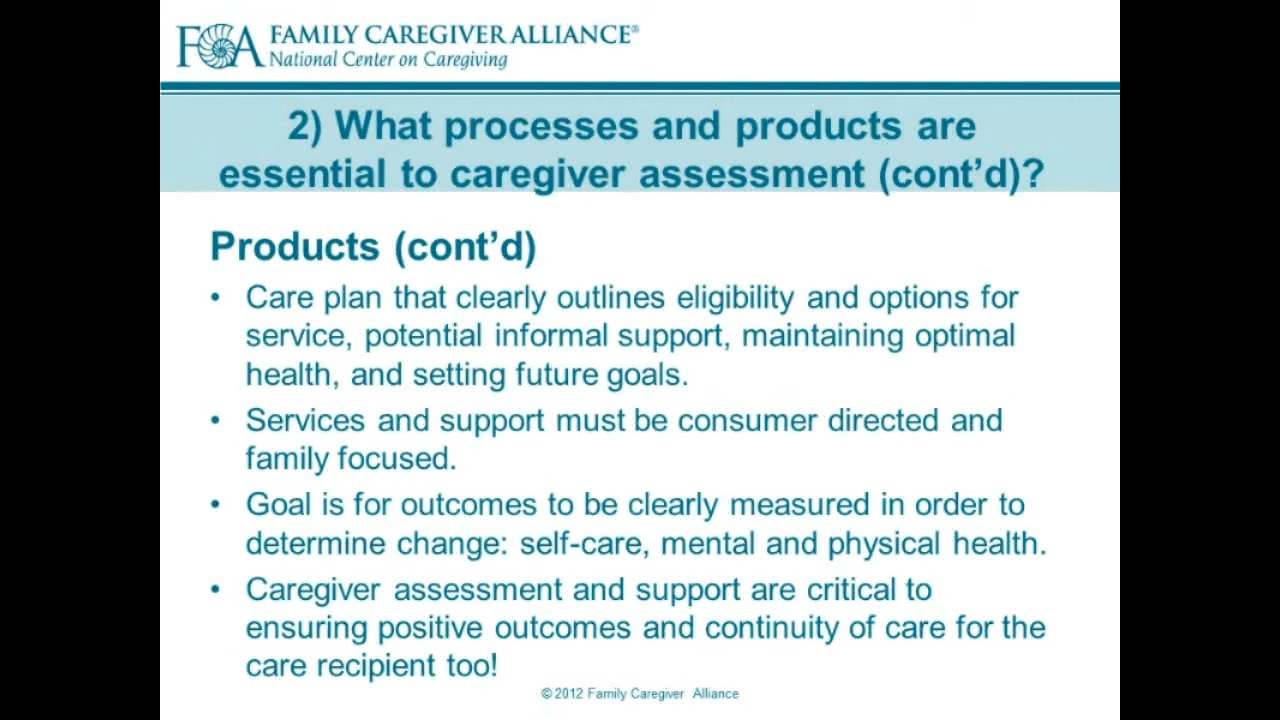 FCA FAMILY CAREGIVER ALLIANCE®
National Center on Caregiving
2) What processes and products are
essential to caregiver assessment (cont’d)?
Products (cont’d)
• Care plan that clearly outlines eligibility and options for
service, potential informal support, maintaining optimal
health, and setting future goals.
• Services and support must be consumer directed and
family focused.
• Goal is for outcomes to be clearly measured in order to
determine change: self-care, mental and physical health.
• Caregiver assessment and support are critical to
ensuring positive outcomes and continuity of care for the
care recipient too!
© 2012 Family Caregiver Alliance